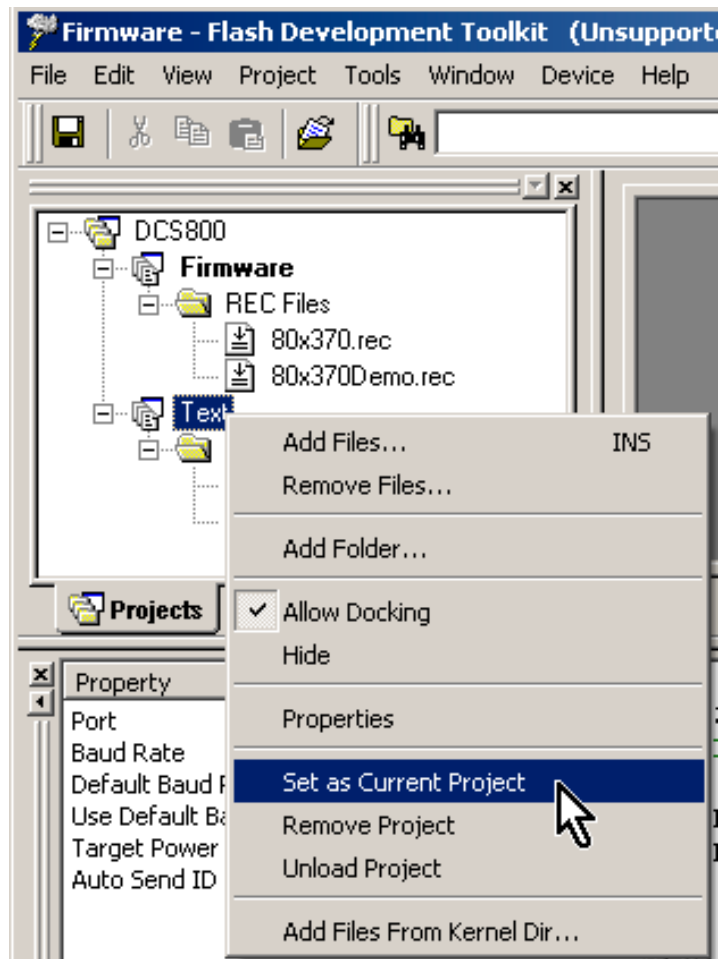 Firmware - Flash Development Toolkit (Unsupport
File Edit View Project Tools Window Device Help
DCS800
Firmware
REC Files
80x370.rec
80x370Demo.rec
Text
Add Files... INS
Remove Files...
Add Folder...
Allow Docking
Hide
Properties
Set as Current Project
Remove Project
Unload Project
Add Files From Kernel Dir...
Projects
Property
Port
Baud Rate
Default Baud
Use Default
Target Power
Auto Send ID